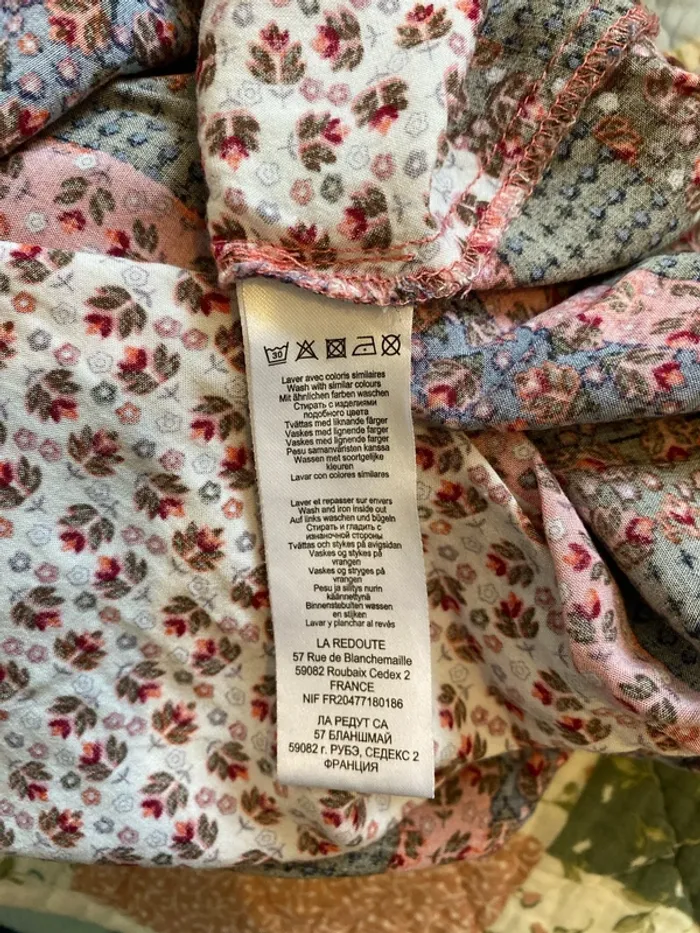 30
Laver avec coloris similaires
Wash with similar colours
Mit ähnlichen farben waschen
Стирать с изделиями
подобного цвета
Tvättas med liknande färger
Vaskes med lignende farger
Vaskes med lignende farger
Pesu samanväristen kanssa
Wassen met soortgelijke
kleuren
Lavar con colores similares
Laver et repasser sur envers
Wash and iron inside out
Auf links waschen und bügeln
Стирать и гладить с
изнаночной стороны
Tvättas och stykes på avigsidan
Vaskes og stykes på
vrangen
Vaskes og stryges på
vrangen
Pesu ja silitys nurin
käännettynä
Binnenstebuiten wassen
en stijken
Lavar y planchar al revés
LA REDOUTE
57 Rue de Blanchemaille
59082 Roubaix Cedex 2
FRANCE
NIF FR20477180186
ЛА РЕДУТ СА
57 БЛАНШМАЙ
59082 г. РУБЭ, СЕДЕКС 2
ФРАНЦИЯ